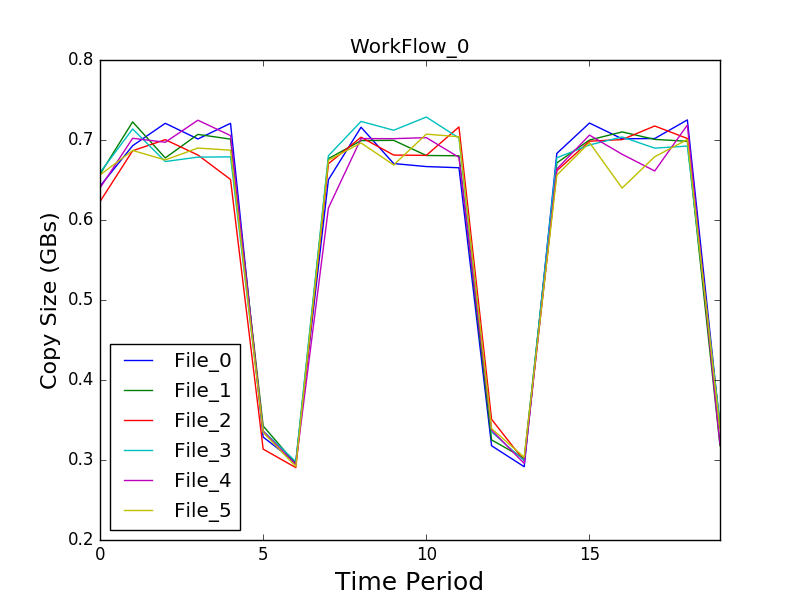 WorkFlow_0
0.8
0.7
0.6
0.5
0.4
0.3
0.2
Copy Size (GBs)
File_0
File_1
File_2
File_3
File_4
File_5
0 5 10 15
Time Period